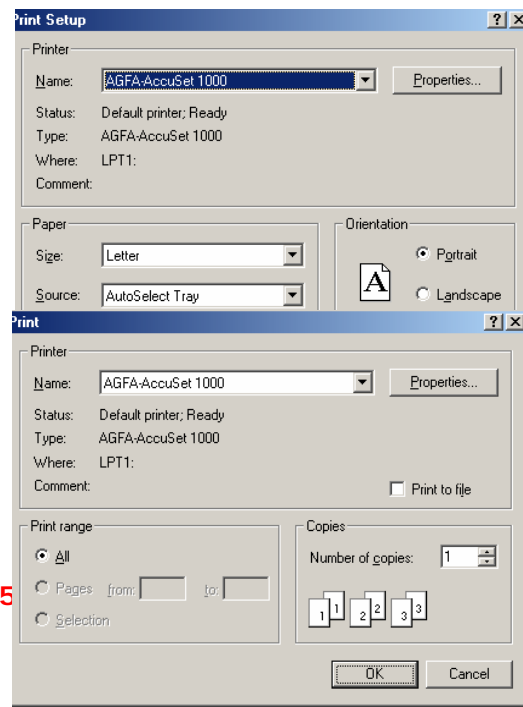 Print Setup
Printer
Name: AGFA-AccuSet 1000 Properties...
Status: Default printer; Ready
Type: AGFA-AccuSet 1000
Where: LPT1:
Comment:
Paper
Size: Letter
Source: AutoSelect Tray
Orientation
A
Portrait
Landscape
Print
Printer
Name: AGFA-AccuSet 1000 Properties...
Status: Default printer; Ready
Type: AGFA-AccuSet 1000
Where: LPT1:
Comment:
Print to file
Print range
All
5
Pages from: to:
Selection
Copies
Number of copies: 1
1 1 2 2 3 3
OK Cancel